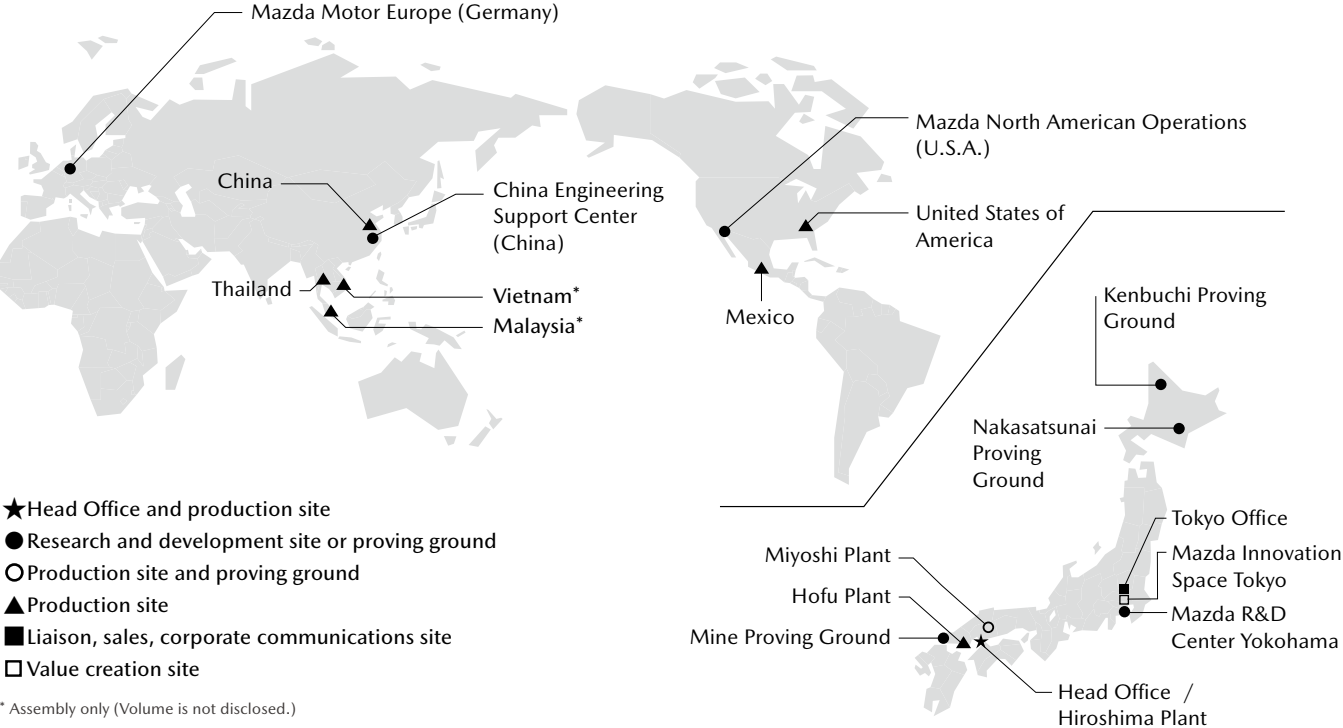 Mazda Motor Europe (Germany)
Mazda North American Operations
(U.S.A.)
China
China Engineering
Support Center
(China)
United States of
America
Thailand
Vietnam*
Malaysia*
Mexico
Kenbuchi Proving
Ground
Nakasatsunai
Proving
Ground
★Head Office and production site
●Research and development site or proving ground
○Production site and proving ground
▲Production site
■Liaison, sales, corporate communications site
□Value creation site
* Assembly only (Volume is not disclosed.)
Tokyo Office
Mazda Innovation
Space Tokyo
Mazda R&D
Center Yokohama
Miyoshi Plant
Hofu Plant
Mine Proving Ground
Head Office /
Hiroshima Plant